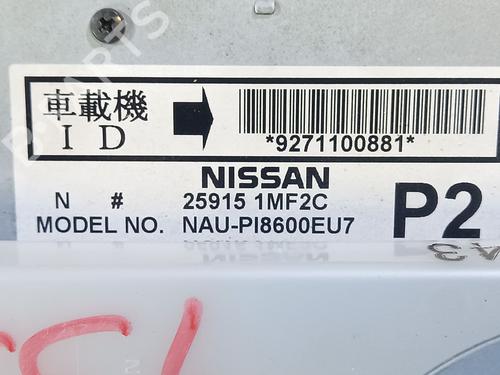 車載機
I D
*9271100881*
NISSAN
N # 25915 1MF2C
MODEL NO. NAU-PI8600EU7
P2